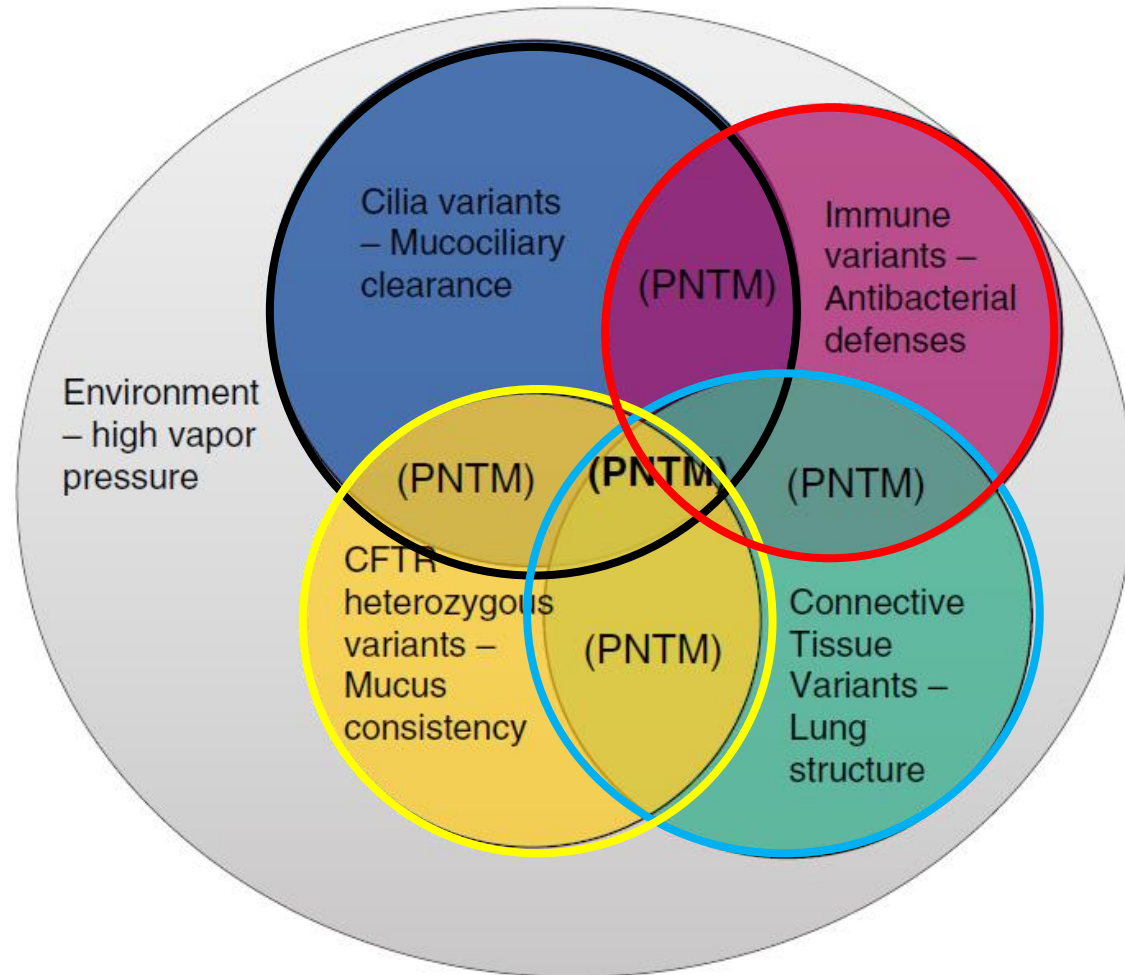 Cilia variants
– Mucociliary
clearance
Immune
variants –
Antibacterial
defenses
(PNTM)
Environment
– high vapor
pressure
(PNTM)
(PNTM)
(PNTM)
CFTR
heterozygous
variants –
Mucus
consistency
(PNTM)
Connective
Tissue
Variants –
Lung
structure